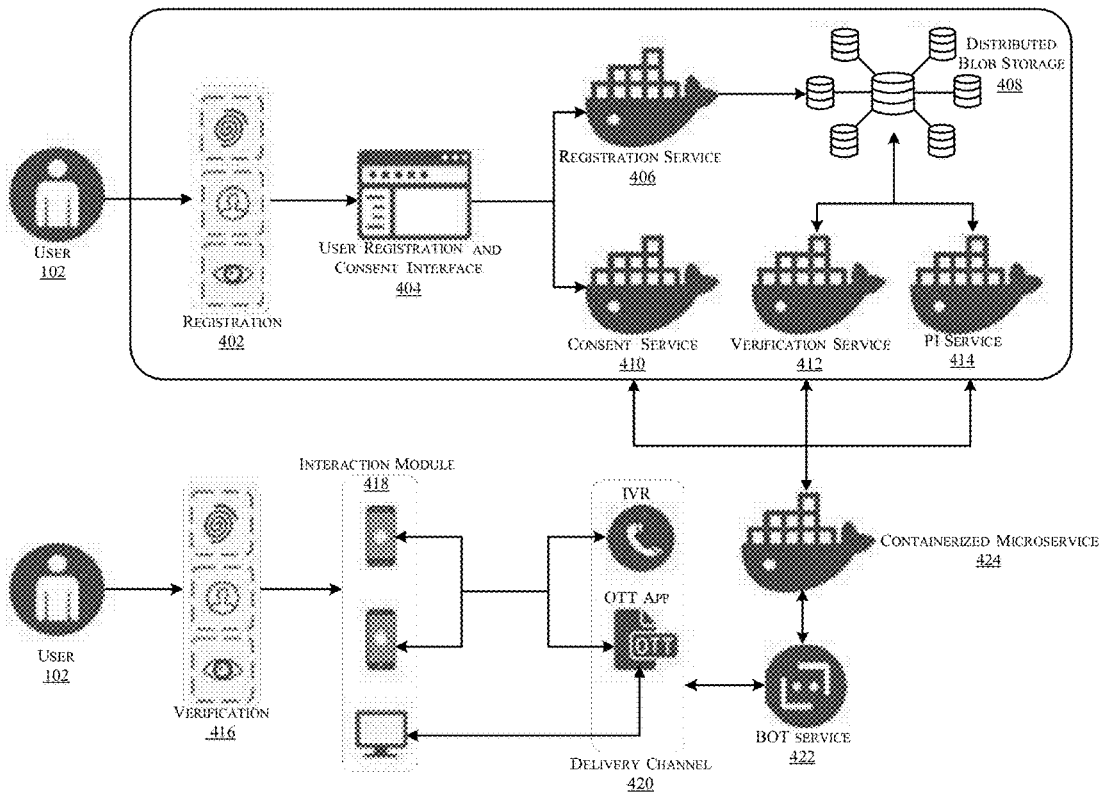 DISTRIBUTED
BLOB STORAGE
408
REGISTRATION SERVICE
406
USER
102
USER REGISTRATION AND
CONSENT INTERFACE
404
REGISTRATION
402
CONSENT SERVICE
410
VERIFICATION SERVICE
412
PI SERVICE
414
INTERACTION MODULE
418
IVR
CONTAINERIZED MICROSERVICE
424
OTT APP
OTT
USER
102
VERIFICATION
416
BOT SERVICE
422
DELIVERY CHANNEL
420